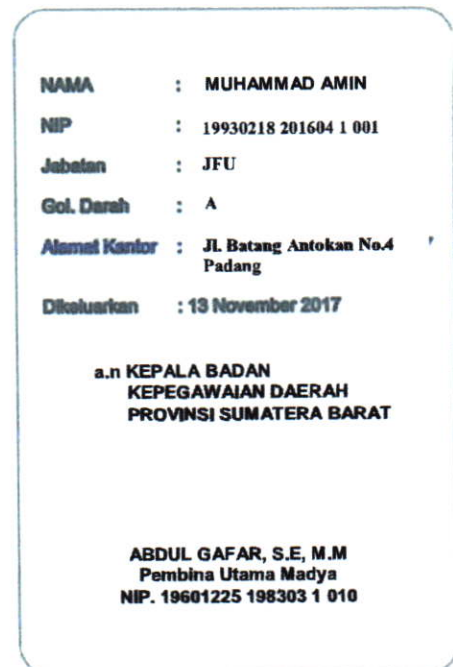 NAMA : MUHAMMAD AMIN
NIP : 19930218 201604 1 001
Jabatan : JFU
Gol. Darah : A
Alamat Kantor : Jl. Batang Antokan No.4
Padang
Dikeluarkan : 13 November 2017
a.n KEPALA BADAN
KEPEGAWAIAN DAERAH
PROVINSI SUMATERA BARAT
ABDUL GAFAR, S.E, M.M
Pembina Utama Madya
NIP. 19601225 198303 1 010